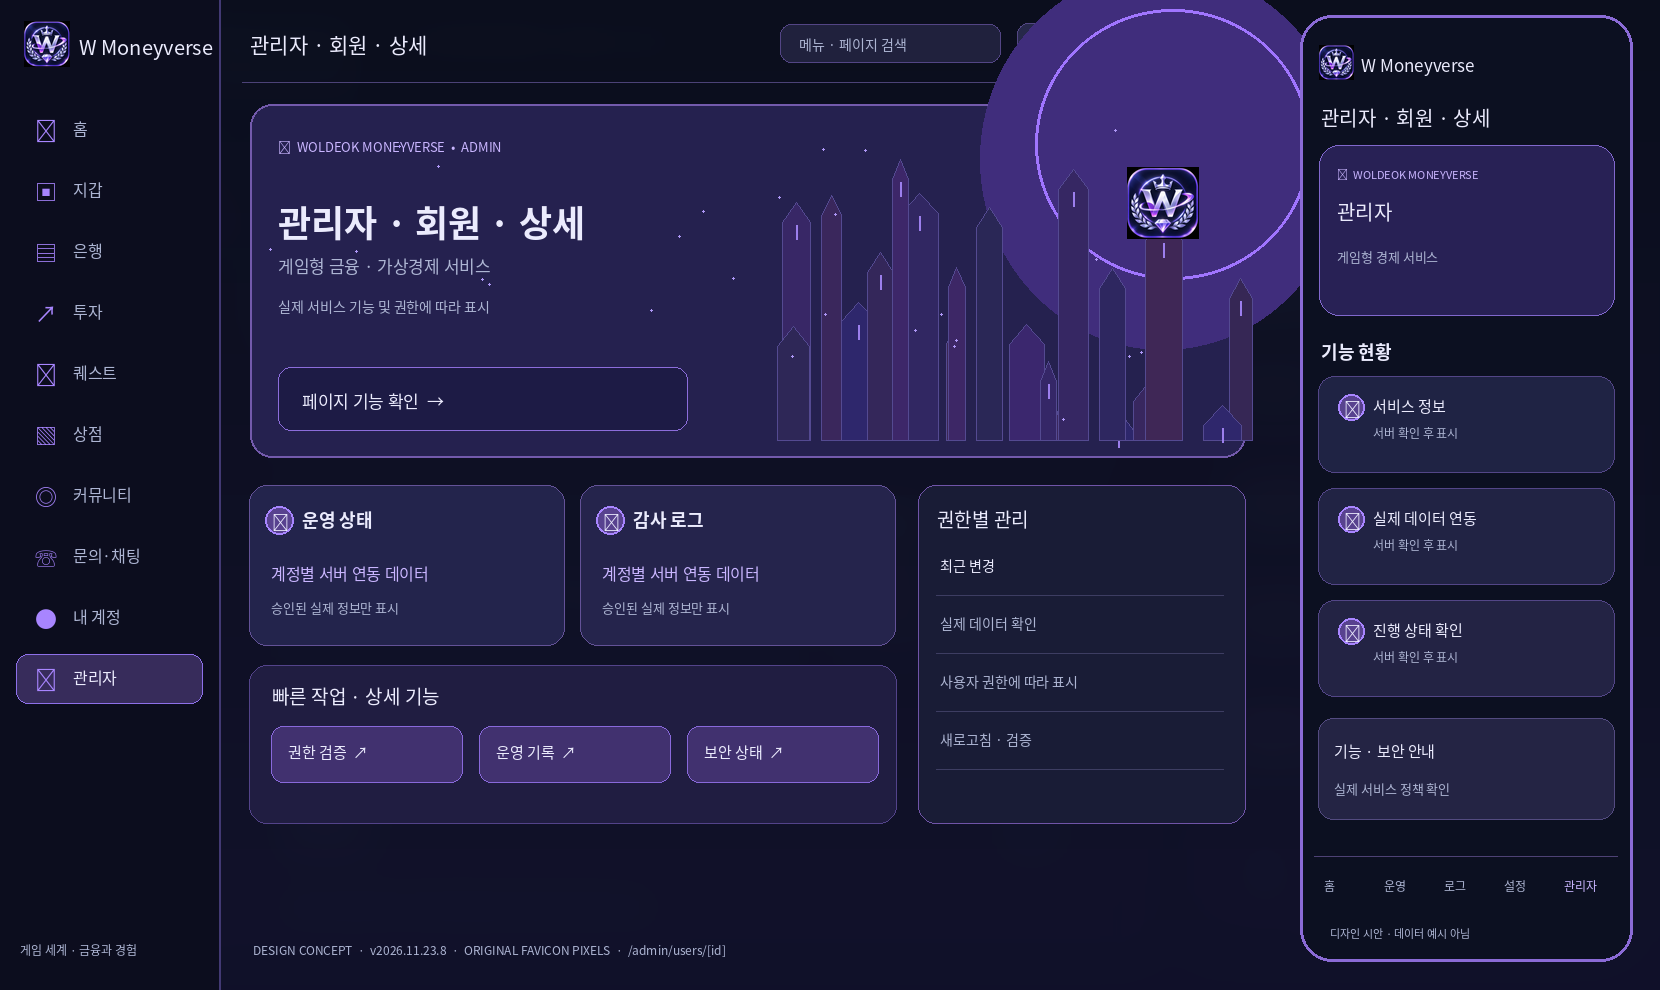 W Moneyverse
홈
지갑
은행
투자
퀘스트
상점
커뮤니티
문의·채팅
내 계정
관리자
게임 세계 · 금융과 경험
관리자 · 회원 · 상세
메뉴 · 페이지 검색
WOLDEOK MONEYVERSE • ADMIN
관리자 · 회원 · 상세
게임형 금융 · 가상경제 서비스
실제 서비스 기능 및 권한에 따라 표시
페이지 기능 확인 →
W
운영 상태
계정별 서버 연동 데이터
승인된 실제 정보만 표시
감사 로그
계정별 서버 연동 데이터
승인된 실제 정보만 표시
권한별 관리
최근 변경
실제 데이터 확인
사용자 권한에 따라 표시
새로고침 · 검증
빠른 작업 · 상세 기능
권한 검증 ↗
운영 기록 ↗
보안 상태 ↗
DESIGN CONCEPT · v2026.11.23.8 · ORIGINAL FAVICON PIXELS · /admin/users/[id]
W Moneyverse
관리자 · 회원 · 상세
WOLDEOK MONEYVERSE
관리자
게임형 경제 서비스
기능 현황
서비스 정보
서버 확인 후 표시
실제 데이터 연동
서버 확인 후 표시
진행 상태 확인
서버 확인 후 표시
기능 · 보안 안내
실제 서비스 정책 확인
홈 운영 로그 설정 관리자
디자인 시안 · 데이터 예시 아님